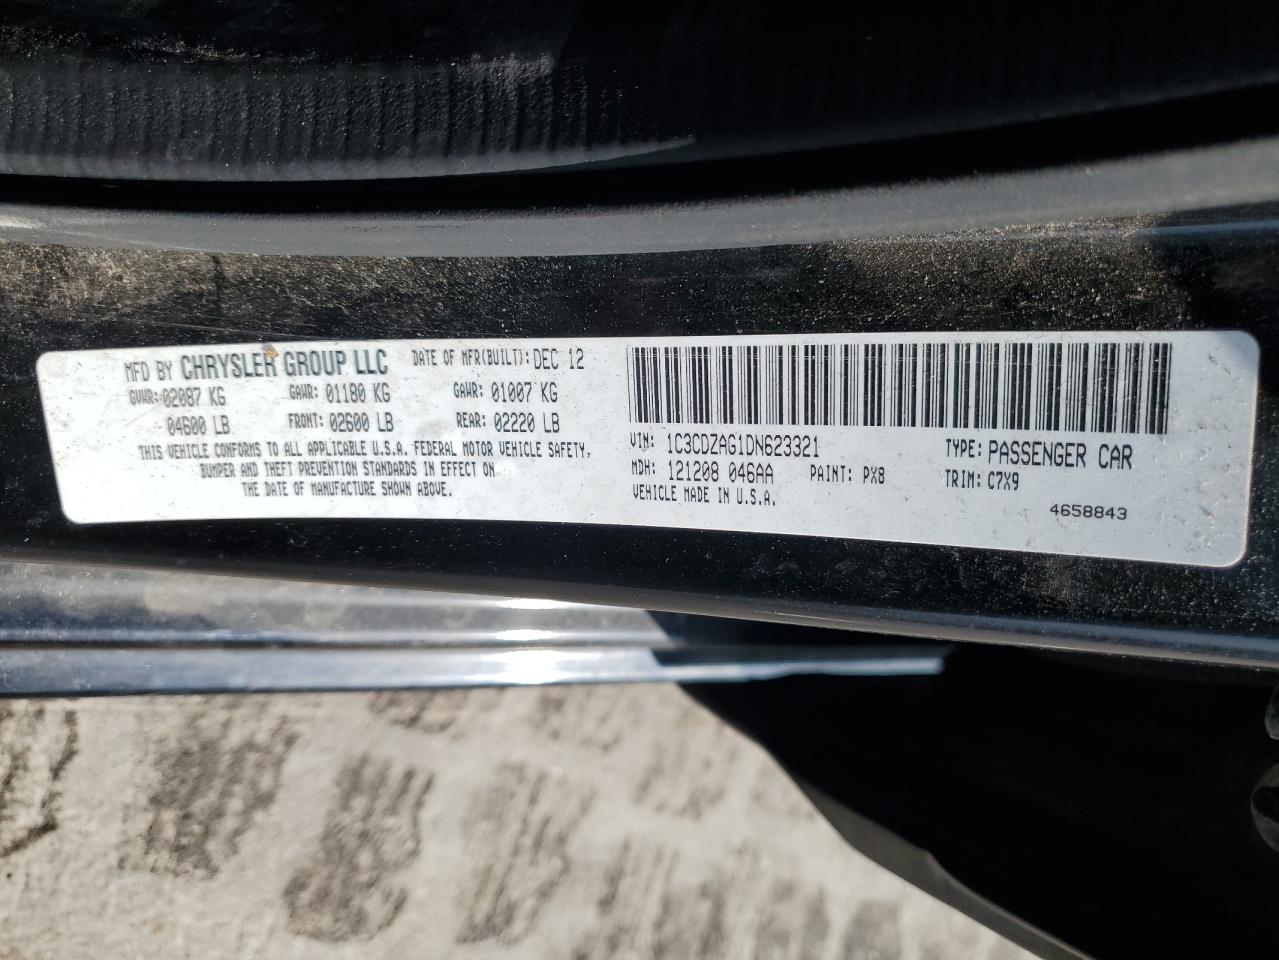 MFD BY CHRYSLER GROUP LLC DATE OF MFR(BUILT): DEC 12
GVWR: 02087 KG GAWR: 01180 KG GAWR: 01007 KG
04600 LB FRONT: 02600 LB REAR: 02220 LB
THIS VEHICLE CONFORMS TO ALL APPLICABLE U.S.A. FEDERAL MOTOR VEHICLE SAFETY,
BUMPER AND THEFT PREVENTION STANDARDS IN EFFECT ON
THE DATE OF MANUFACTURE SHOWN ABOVE.
VIN: 1C3CDZAG1DN623321 TYPE: PASSENGER CAR
MDH: 121208 046AA PAINT: PX8 TRIM: C7X9
VEHICLE MADE IN U.S.A.
4658843